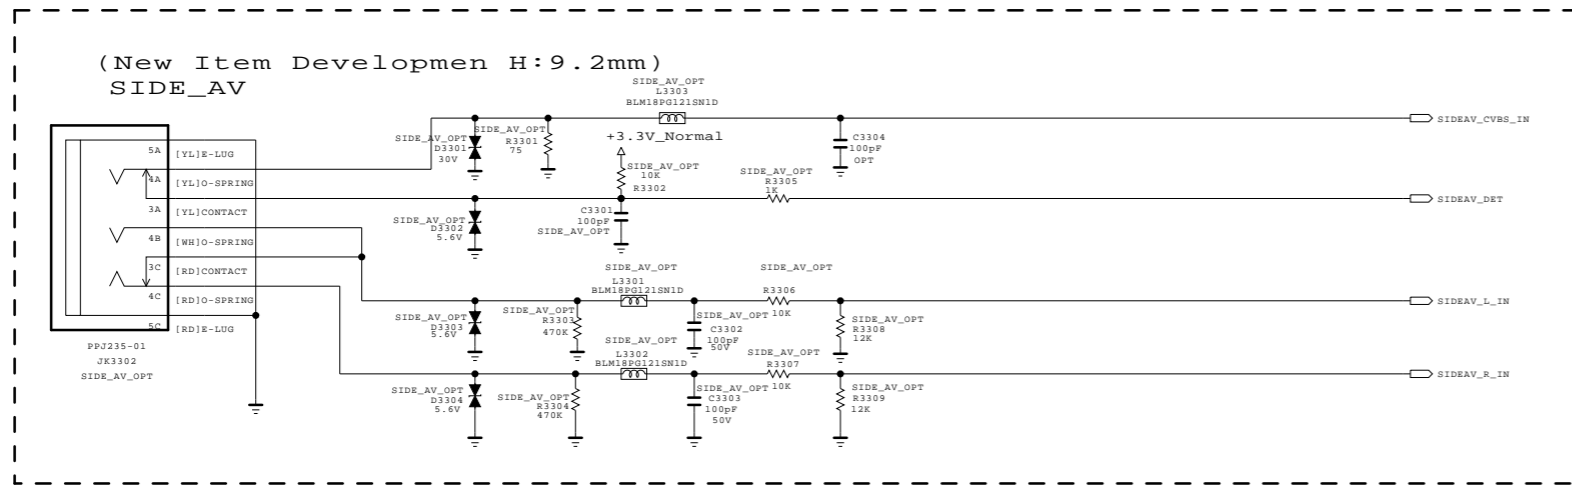 (New Item Developmen H:9.2mm)
SIDE_AV
SIDE_AV_OPT
L3303
BLM18PG121SN1D
SIDE_AV_OPT
D3301
30V
SIDE_AV_OPT
R3301
75
+3.3V_Normal
C3304
100pF
OPT
SIDEAV_CVBS_IN
5A
[YL]E-LUG
4A
[YL]O-SPRING
3A
[YL]CONTACT
4B
[WH]O-SPRING
3C
[RD]CONTACT
4C
[RD]O-SPRING
5C
[RD]E-LUG
PPJ235-01
JK3302
SIDE_AV_OPT
SIDE_AV_OPT
10K
R3302
SIDE_AV_OPT
R3305
1K
SIDEAV_DET
SIDE_AV_OPT
D3302
5.6V
C3301
100pF
SIDE_AV_OPT
SIDE_AV_OPT
L3301
BLM18PG121SN1D
SIDE_AV_OPT
R3306
10K
SIDEAV_L_IN
SIDE_AV_OPT
D3303
5.6V
SIDE_AV_OPT
R3303
470K
SIDE_AV_OPT
C3302
100pF
50V
SIDE_AV_OPT
R3308
12K
SIDE_AV_OPT
L3302
BLM18PG121SN1D
SIDE_AV_OPT
R3307
10K
SIDEAV_R_IN
SIDE_AV_OPT
D3304
5.6V
SIDE_AV_OPT
R3304
470K
SIDE_AV_OPT
C3303
100pF
50V
SIDE_AV_OPT
R3309
12K